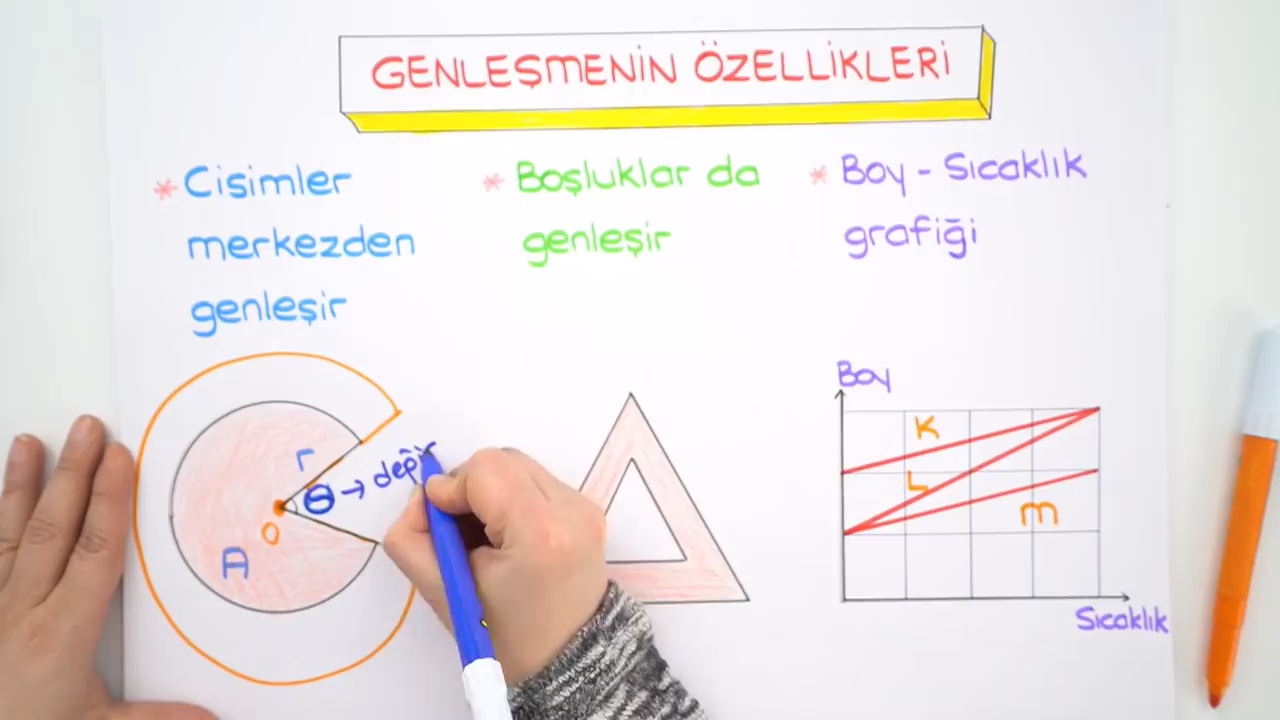 GENLEŞMENİN ÖZELLİKLERİ
* Cisimler
merkezden
genleşir
* Boşluklar da
genleşir
* Boy - Sıcaklık
grafiği
r
Θ →
O
A
Boy
K
L
m
Sıcaklık